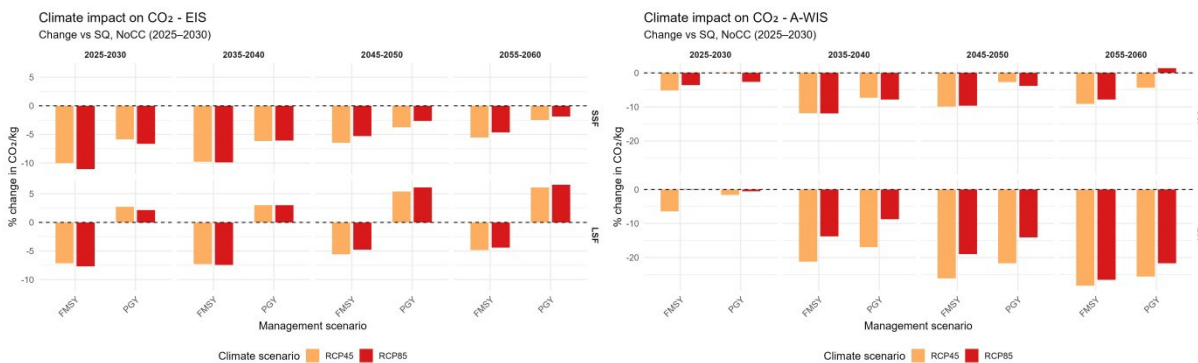 Climate impact on CO₂ - EIS
Change vs SQ, NoCC (2025–2030)
2025-2030 2035-2040 2045-2050 2055-2060
% change in CO₂/kg
5
0
-5
-10
SSF
5
0
-5
-10
LSF
FMSY PGY FMSY PGY FMSY PGY FMSY PGY
Management scenario
Climate scenario RCP45 RCP85
Climate impact on CO₂ - A-WIS
Change vs SQ, NoCC (2025–2030)
2025-2030 2035-2040 2045-2050 2055-2060
% change in CO₂/kg
0
-10
-20
0
-10
-20
FMSY PGY FMSY PGY FMSY PGY FMSY PGY
Management scenario
Climate scenario RCP45 RCP85